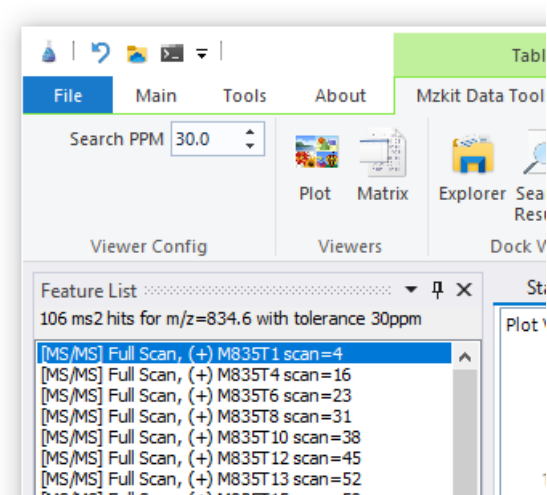 Tabl
File Main Tools About Mzkit Data Tool
Search PPM 30.0
Plot Matrix Explorer Sea
Resu
Viewer Config Viewers Dock V
Feature List
Sta
106 ms2 hits for m/z=834.6 with tolerance 30ppm
Plot V
[MS/MS] Full Scan, (+) M835T1 scan=4
[MS/MS] Full Scan, (+) M835T4 scan=16
[MS/MS] Full Scan, (+) M835T6 scan=23
[MS/MS] Full Scan, (+) M835T8 scan=31
[MS/MS] Full Scan, (+) M835T10 scan=38
[MS/MS] Full Scan, (+) M835T12 scan=45
[MS/MS] Full Scan, (+) M835T13 scan=52